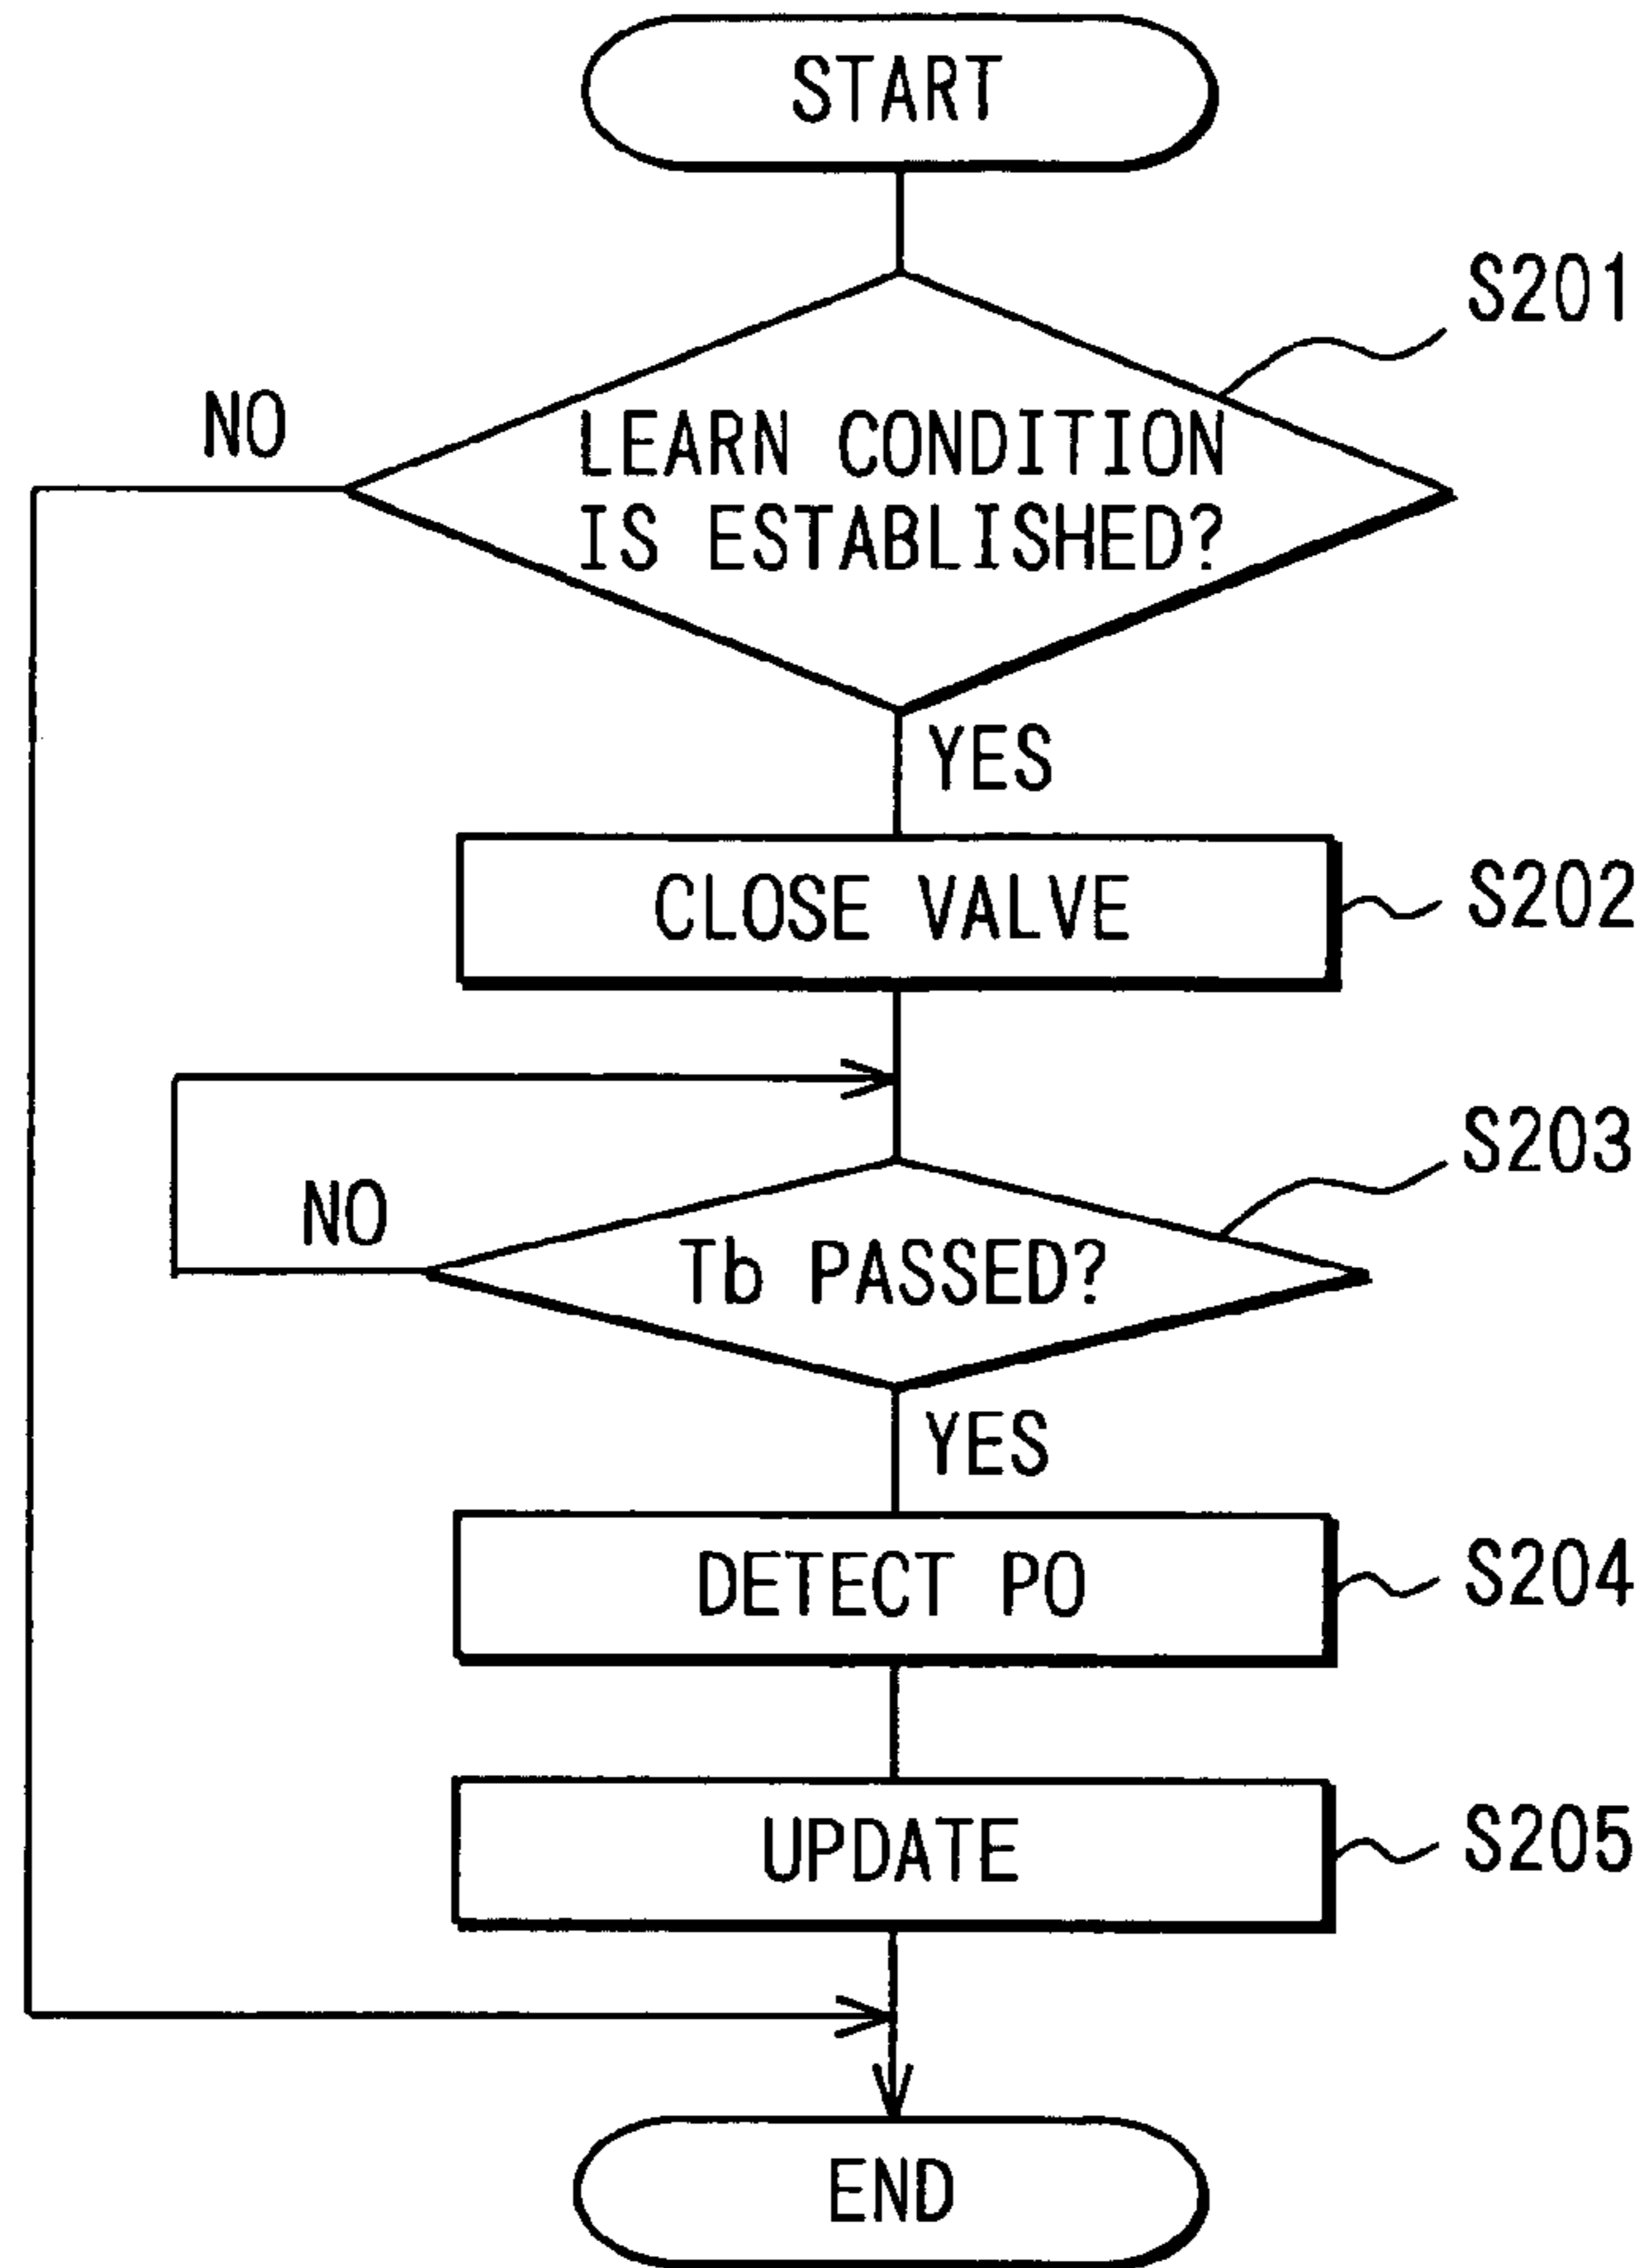 START
S201
NO
LEARN CONDITION
IS ESTABLISHED?
YES
CLOSE VALVE
S202
S203
NO
Tb PASSED?
YES
DETECT PO
S204
UPDATE
S205
END